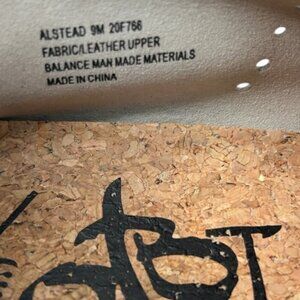 ALSTEAD 9M 20F766
FABRIC/LEATHER UPPER
BALANCE MAN MADE MATERIALS
MADE IN CHINA